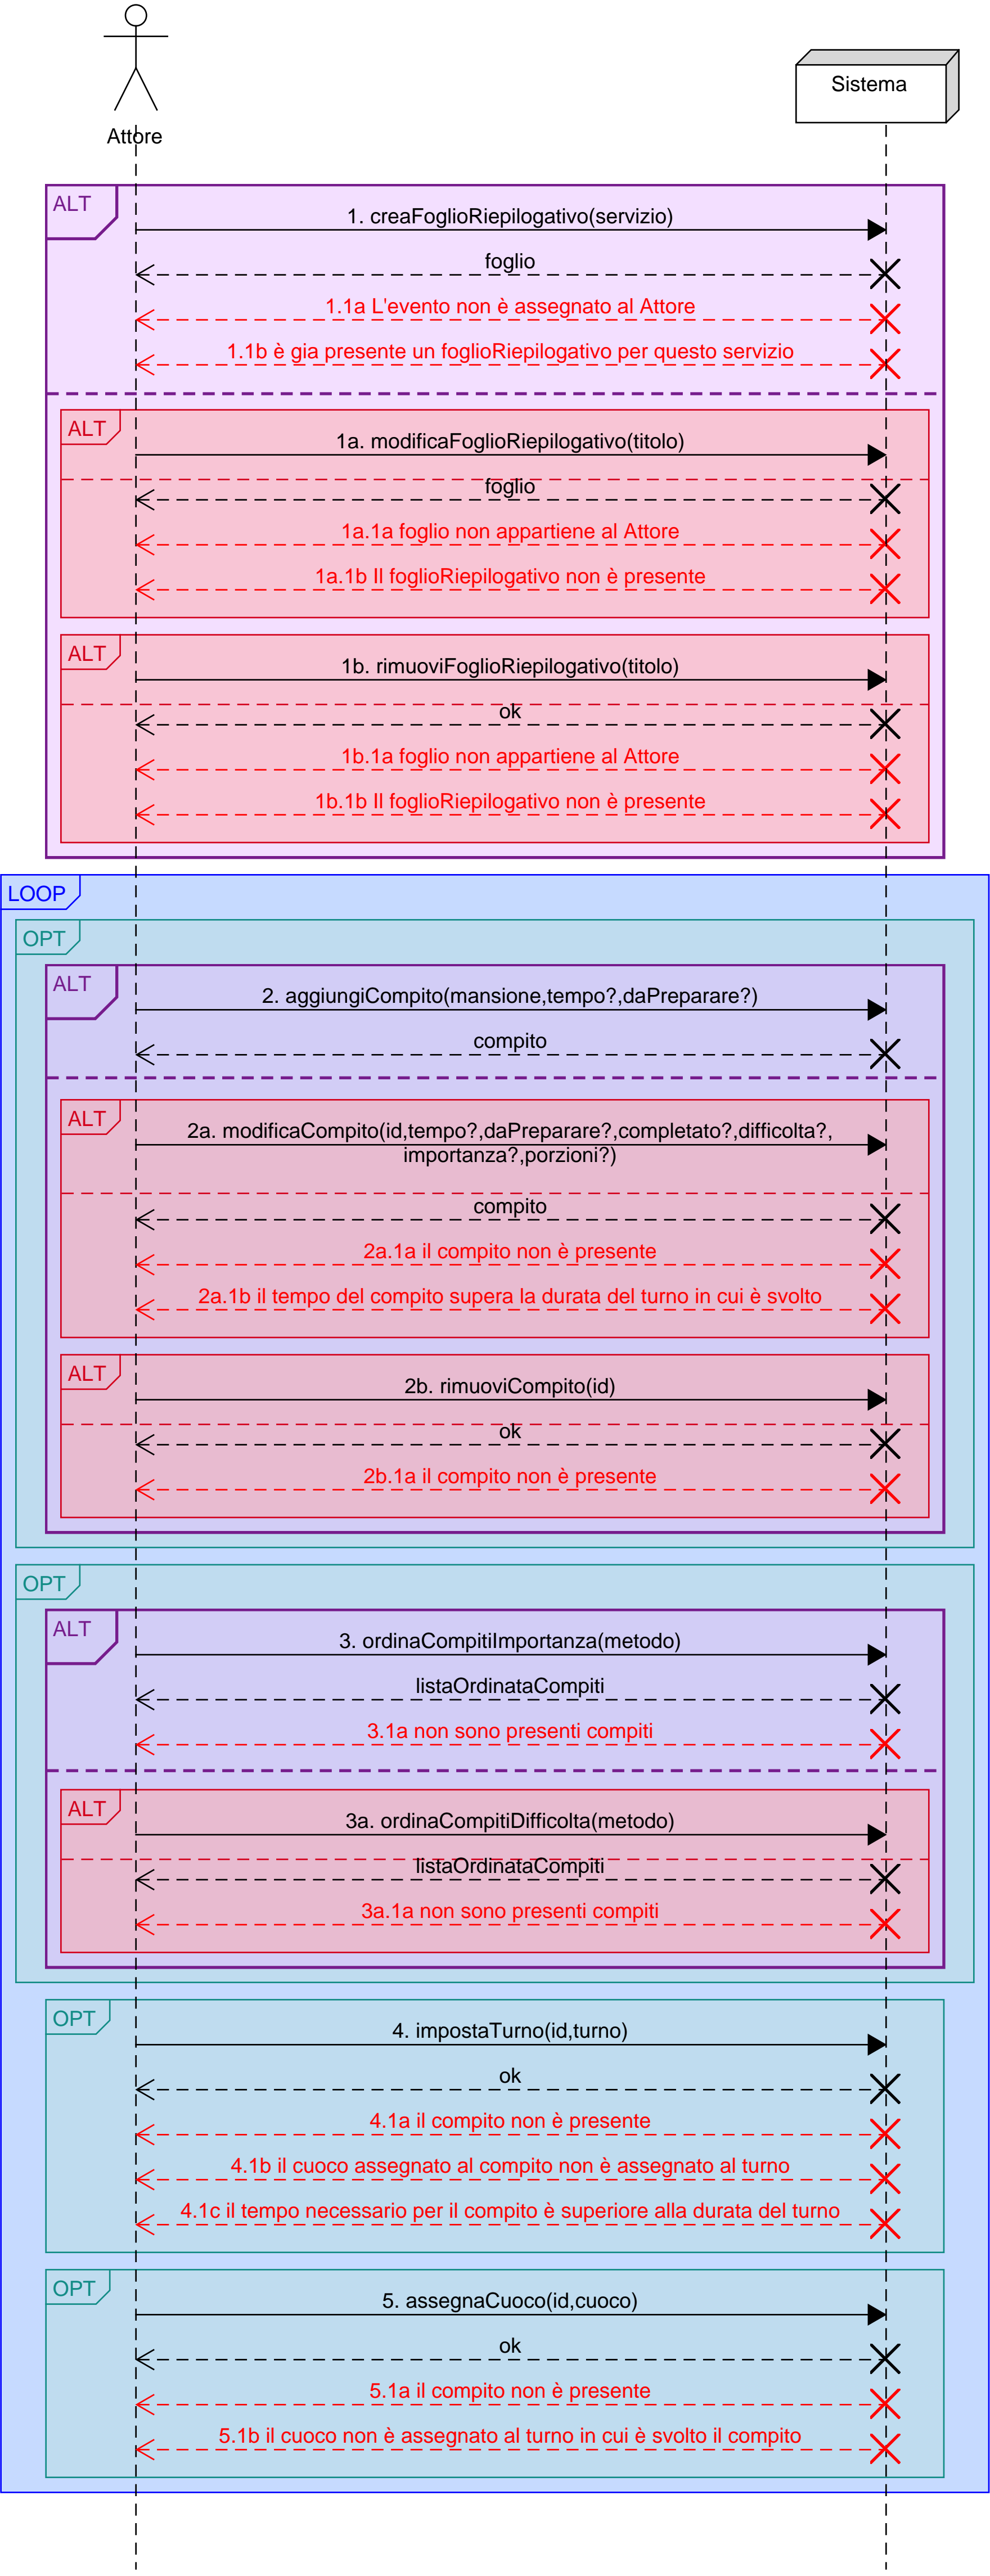 Attore
Sistema
ALT
1. creaFoglioRiepilogativo(servizio)
foglio
1.1a L'evento non è assegnato al Attore
1.1b è gia presente un foglioRiepilogativo per questo servizio
ALT
1a. modificaFoglioRiepilogativo(titolo)
foglio
1a.1a foglio non appartiene al Attore
1a.1b Il foglioRiepilogativo non è presente
ALT
1b. rimuoviFoglioRiepilogativo(titolo)
ok
1b.1a foglio non appartiene al Attore
1b.1b Il foglioRiepilogativo non è presente
LOOP
OPT
ALT
2. aggiungiCompito(mansione,tempo?,daPreparare?)
compito
ALT
2a. modificaCompito(id,tempo?,daPreparare?,completato?,difficolta?,
importanza?,porzioni?)
compito
2a.1a il compito non è presente
2a.1b il tempo del compito supera la durata del turno in cui è svolto
ALT
2b. rimuoviCompito(id)
ok
2b.1a il compito non è presente
OPT
ALT
3. ordinaCompitiImportanza(metodo)
listaOrdinataCompiti
3.1a non sono presenti compiti
ALT
3a. ordinaCompitiDifficolta(metodo)
listaOrdinataCompiti
3a.1a non sono presenti compiti
OPT
4. impostaTurno(id,turno)
ok
4.1a il compito non è presente
4.1b il cuoco assegnato al compito non è assegnato al turno
4.1c il tempo necessario per il compito è superiore alla durata del turno
OPT
5. assegnaCuoco(id,cuoco)
ok
5.1a il compito non è presente
5.1b il cuoco non è assegnato al turno in cui è svolto il compito